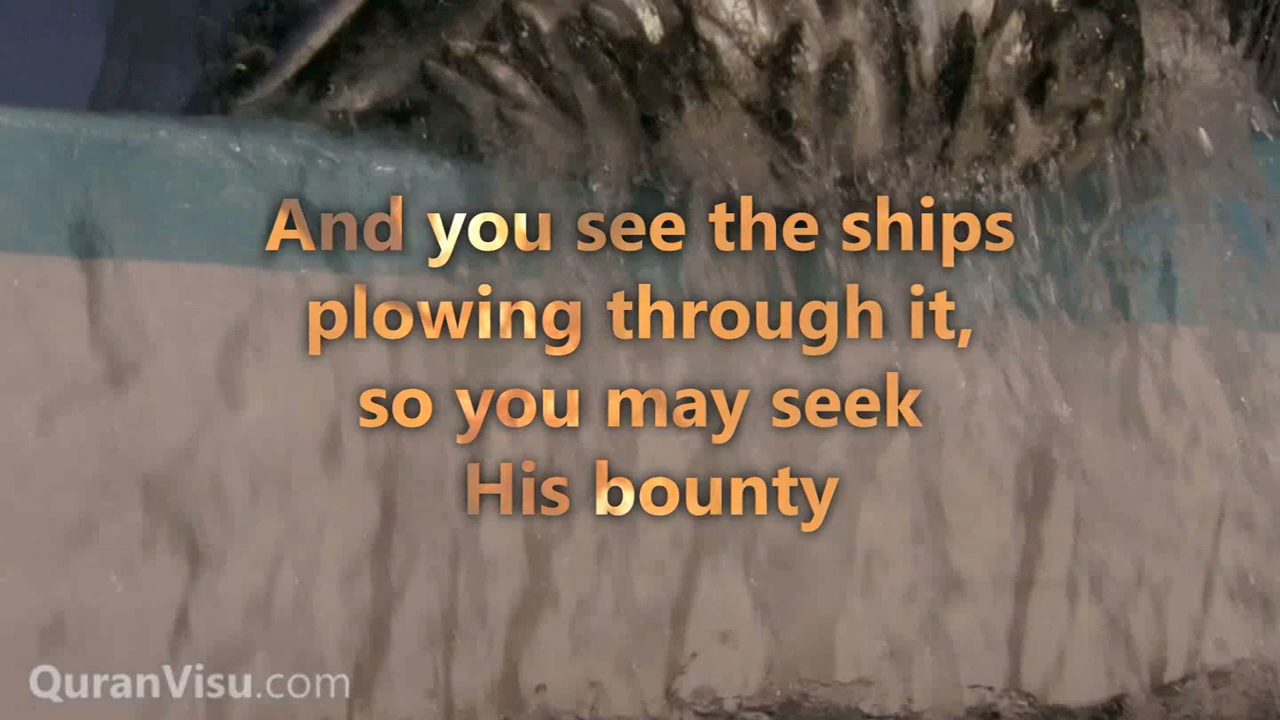 And you see the ships
plowing through it,
so you may seek
His bounty
QuranVisu.com